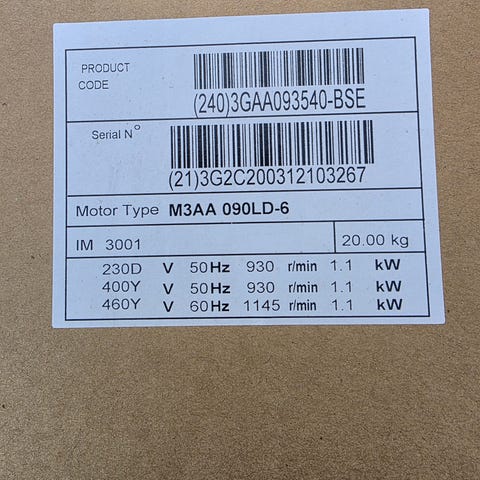 PRODUCT
CODE
(240)3GAA093540-BSE
Serial N°
(21)3G2C200312103267
Motor Type M3AA 090LD-6
IM 3001
20.00 kg
230D V 50Hz 930 r/min 1.1 kW
400Y V 50Hz 930 r/min 1.1 kW
460Y V 60Hz 1145 r/min 1.1 kW